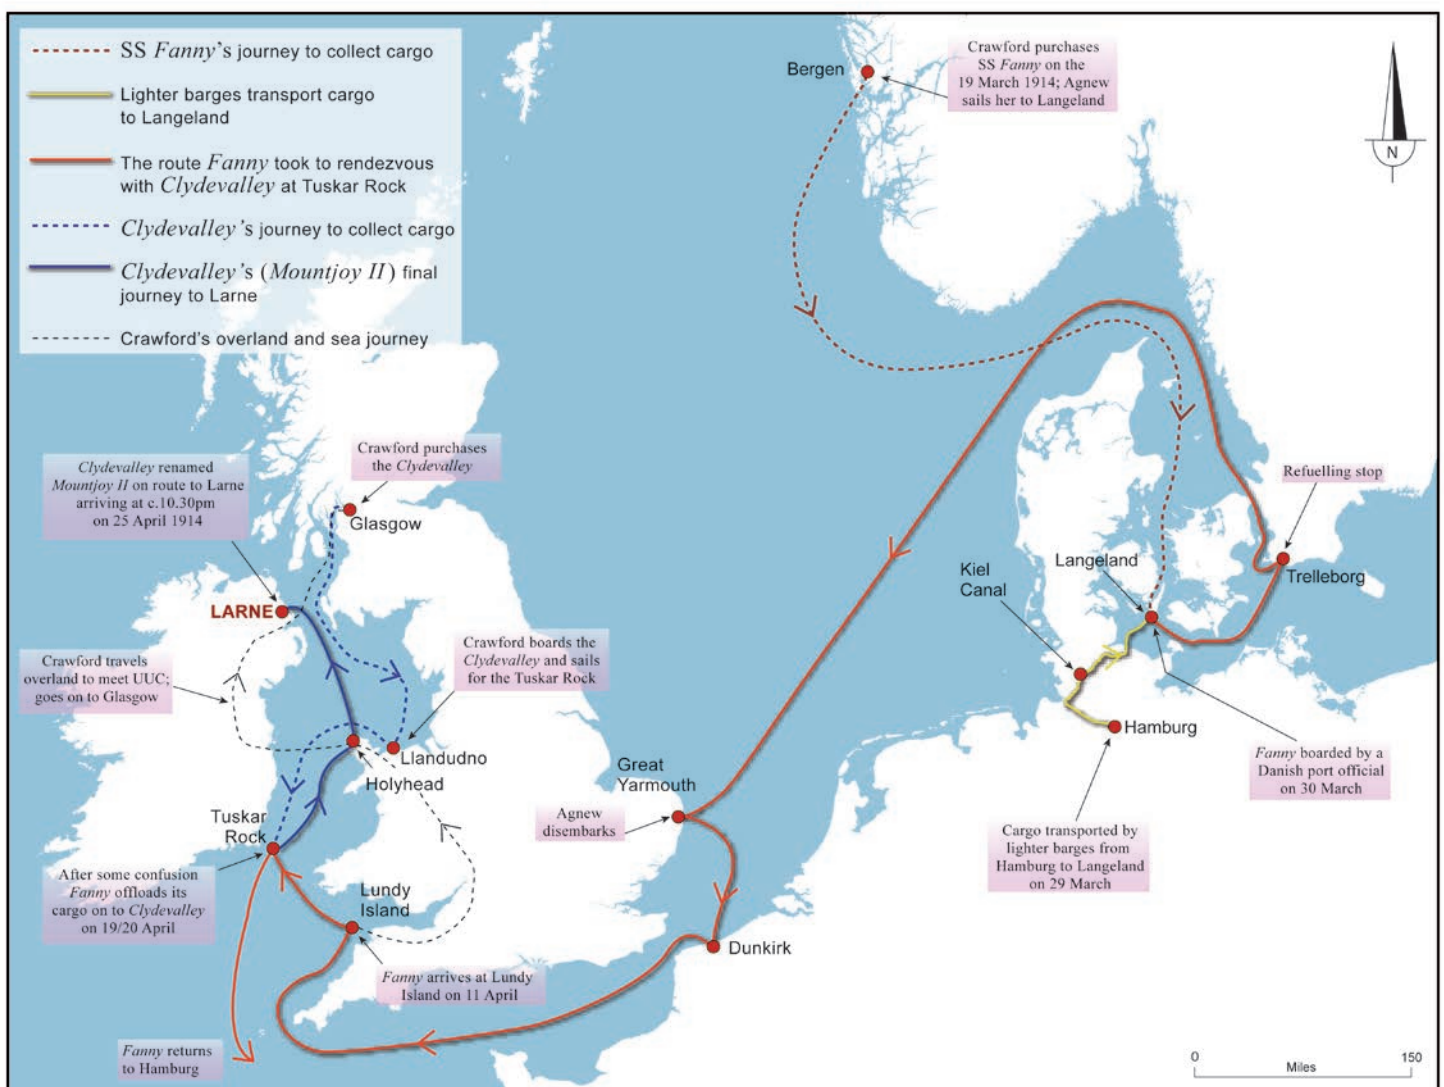 SS Fanny's journey to collect cargo
Lighter barges transport cargo
to Langeland
The route Fanny took to rendezvous
with Clydevalley at Tuskar Rock
Clydevalley's journey to collect cargo
Clydevalley's (Mountjoy II) final
journey to Larne
Crawford's overland and sea journey
Bergen
Crawford purchases
SS Fanny on the
19 March 1914; Agnew
sails her to Langeland
N
Crawford purchases
the Clydevalley
Clydevalley renamed
Mountjoy II on route to Larne
arriving at c.10.30pm
on 25 April 1914
Glasgow
Refuelling stop
Langeland
Kiel
Canal
Trelleborg
LARNE
Crawford travels
overland to meet UUC;
goes on to Glasgow
Crawford boards the
Clydevalley and sails
for the Tuskar Rock
Hamburg
Llandudno
Holyhead
Great
Yarmouth
Fanny boarded by a
Danish port official
on 30 March
Agnew
disembarks
Tuskar
Rock
Cargo transported by
lighter barges from
Hamburg to Langeland
on 29 March
After some confusion
Fanny offloads its
cargo on to Clydevalley
on 19/20 April
Lundy
Island
Dunkirk
Fanny arrives at Lundy
Island on 11 April
Fanny returns
to Hamburg
0
150
Miles